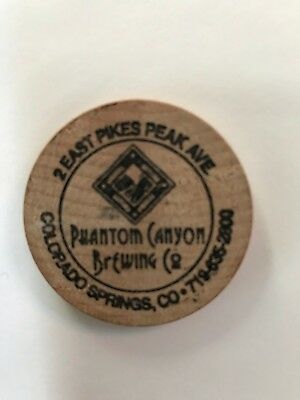 2 EAST PIKES PEAK AVE.
PHANTOM CANYON
BREWING CO
COLORADO SPRINGS, CO • 719-635-2800